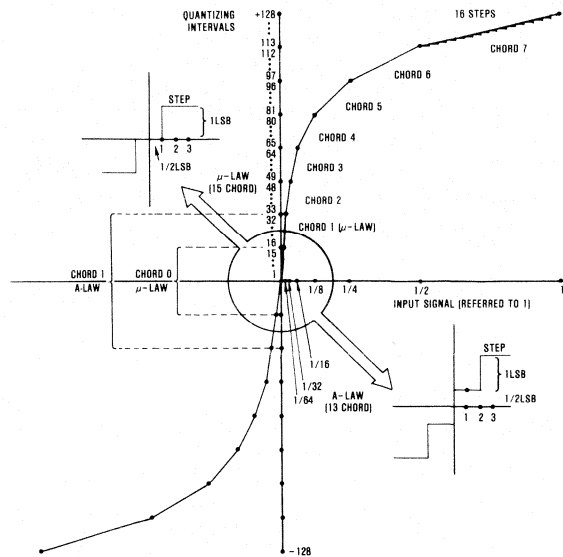 QUANTIZING
INTERVALS
+128
113
112
97
96
81
80
65
64
49
48
33
32
16
15
1
16 STEPS
CHORD 7
CHORD 6
CHORD 5
CHORD 4
CHORD 3
CHORD 2
CHORD 1 (μ-LAW)
STEP
1LSB
1 2 3
1/2LSB
μ-LAW
(15 CHORD)
CHORD 1
A-LAW
CHORD 0
μ-LAW
1/8
1/4
1/2
1
INPUT SIGNAL (REFERRED TO 1)
1/16
1/32
1/64
A-LAW
(13 CHORD)
STEP
1LSB
1/2LSB
1 2 3
-128